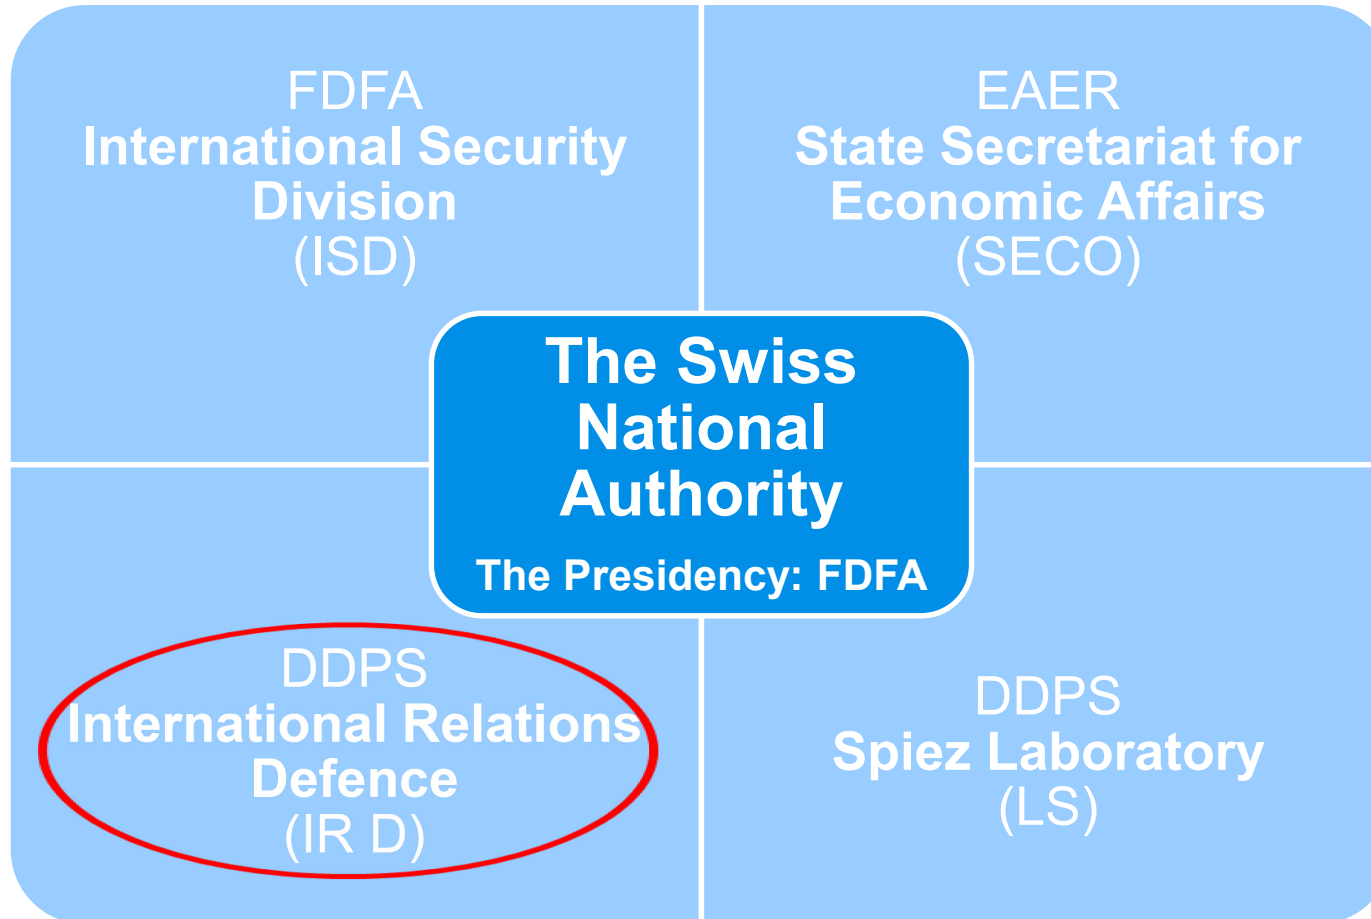 FDFA
International Security
Division
(ISD)
EAER
State Secretariat for
Economic Affairs
(SECO)
The Swiss
National
Authority
The Presidency: FDFA
DDPS
International Relations
Defence
(IR D)
DDPS
Spiez Laboratory
(LS)